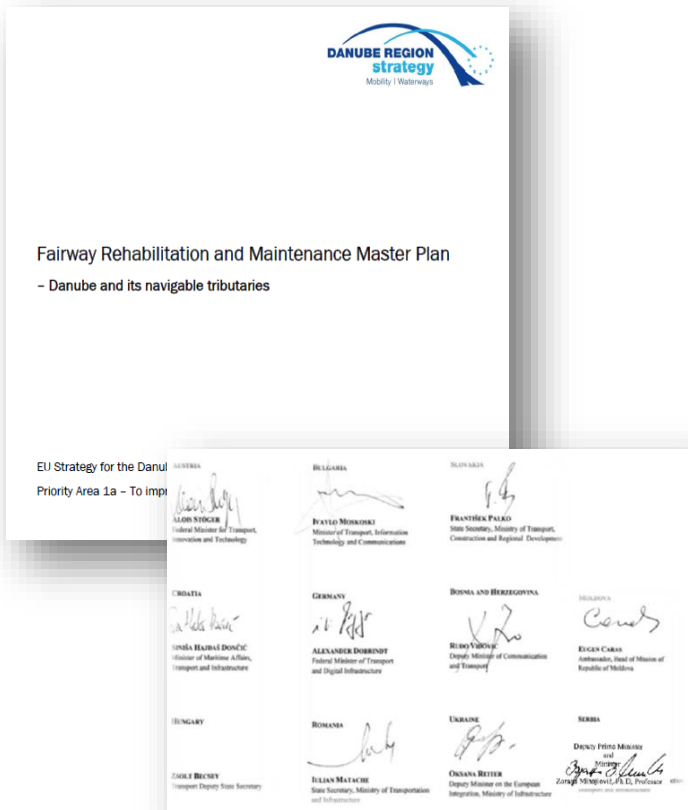 DANUBE REGION
strategy
Mobility | Waterways
Fairway Rehabilitation and Maintenance Master Plan
– Danube and its navigable tributaries
EU Strategy for the Danu
Priority Area 1a – To impr
AUSTRIA
ALOIS STÖGER
Federal Minister for Transport,
Innovation and Technology
BULGARIA
IVAYLO MOSKOSKI
Minister of Transport, Information
Technology and Communications
SLOVAKIA
FRANTIŠEK PALKO
State Secretary, Ministry of Transport,
Construction and Regional Development
CROATIA
SINIŠA HAJDAŠ DONČIĆ
Minister of Maritime Affairs,
Transport and Infrastructure
GERMANY
ALEXANDER DOBRINDT
Federal Minister of Transport
and Digital Infrastructure
BOSNIA AND HERZEGOVINA
RUDO VIDOVIĆ
Deputy Minister of Communication
and Transport
MOLDOVA
EUGEN CARAS
Ambassador, Head of Mission of
Republic of Moldova
HUNGARY
ZSOLT BECSEY
Transport Deputy State Secretary
ROMANIA
IULIAN MATACHE
State Secretary, Ministry of Transportation
and Infrastructure
UKRAINE
OKSANA REITER
Deputy Minister on the European
Integration, Ministry of Infrastructure
SERBIA
Deputy Prime Minister
and
Minister
Zorana Mihajlović, Ph.D, Professor